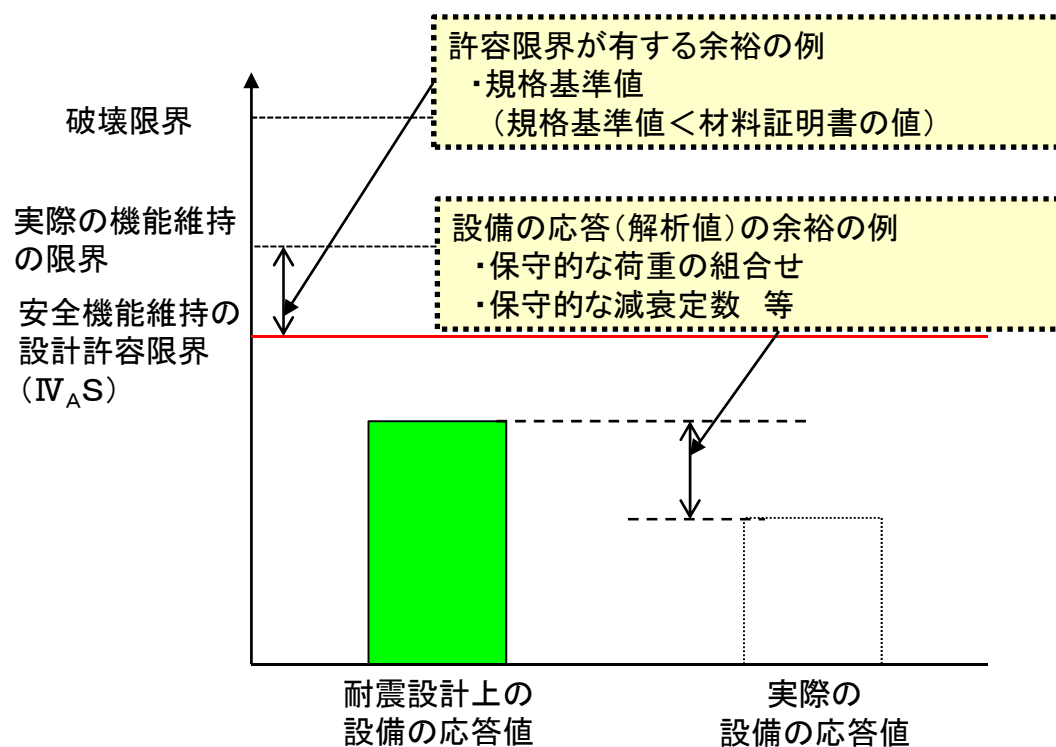 許容限界が有する余裕の例
・規格基準値
（規格基準値＜材料証明書の値）
破壊限界
実際の機能維持
の限界
設備の応答（解析値）の余裕の例
・保守的な荷重の組合せ
・保守的な減衰定数　等
安全機能維持の
設計許容限界
（ⅣAS）
耐震設計上の
設備の応答値
実際の
設備の応答値